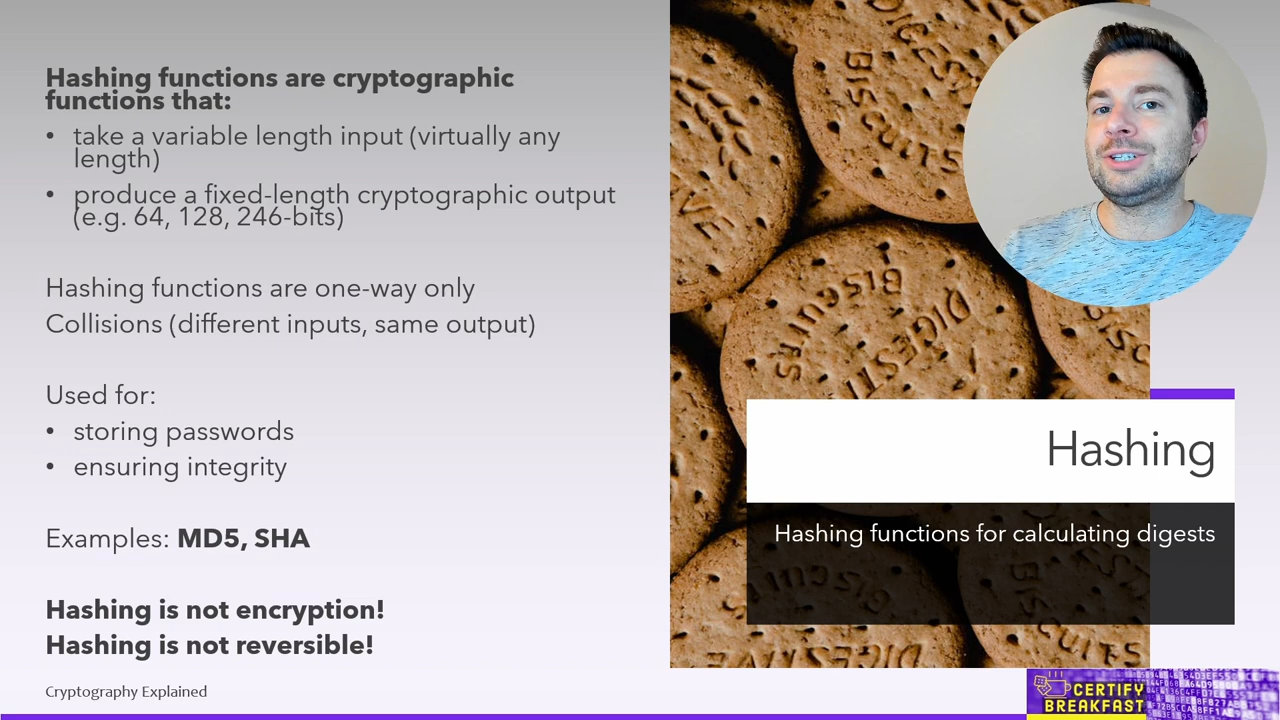 Hashing functions are cryptographic
functions that:
• take a variable length input (virtually any
length)
• produce a fixed-length cryptographic output
(e.g. 64, 128, 246-bits)
Hashing functions are one-way only
Collisions (different inputs, same output)
Used for:
• storing passwords
• ensuring integrity
Examples: MD5, SHA
Hashing is not encryption!
Hashing is not reversible!
DIGESTI
BISCUITS
Hashing
Hashing functions for calculating digests
Cryptography Explained
CERTIFY
BREAKFAST